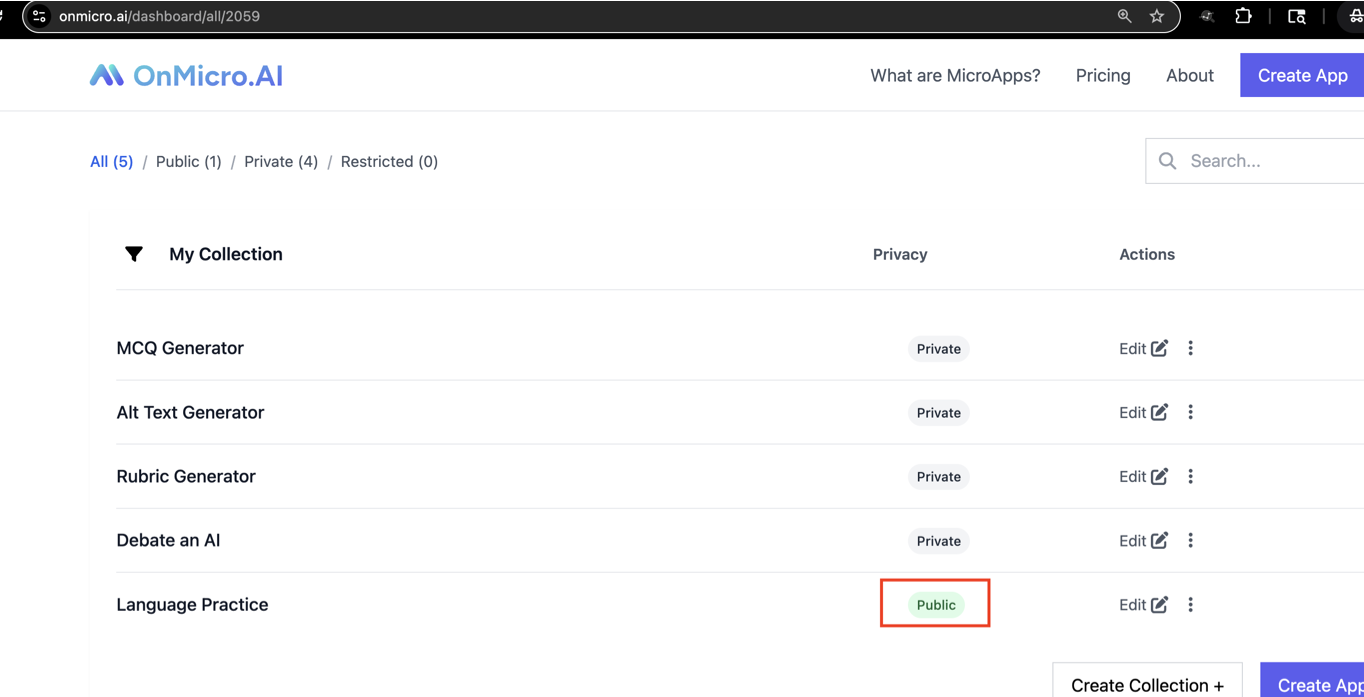 onmicro.ai/dashboard/all/2059
OnMicro.AI
What are MicroApps? Pricing About Create App
All (5) / Public (1) / Private (4) / Restricted (0)
Search...
My Collection Privacy Actions
MCQ Generator Private Edit
Alt Text Generator Private Edit
Rubric Generator Private Edit
Debate an AI Private Edit
Language Practice Public Edit
Create Collection + Create App